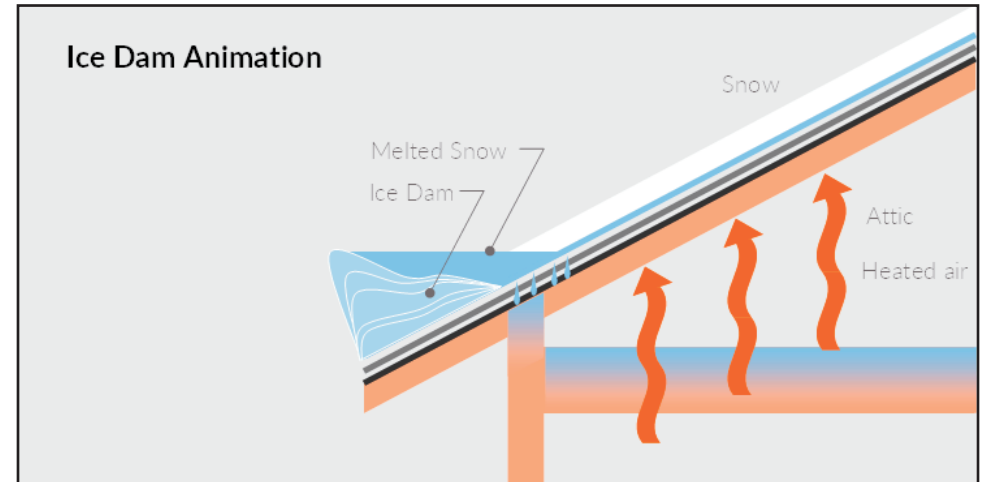 Ice Dam Animation
Snow
Melted Snow
Ice Dam
Attic
Heated air